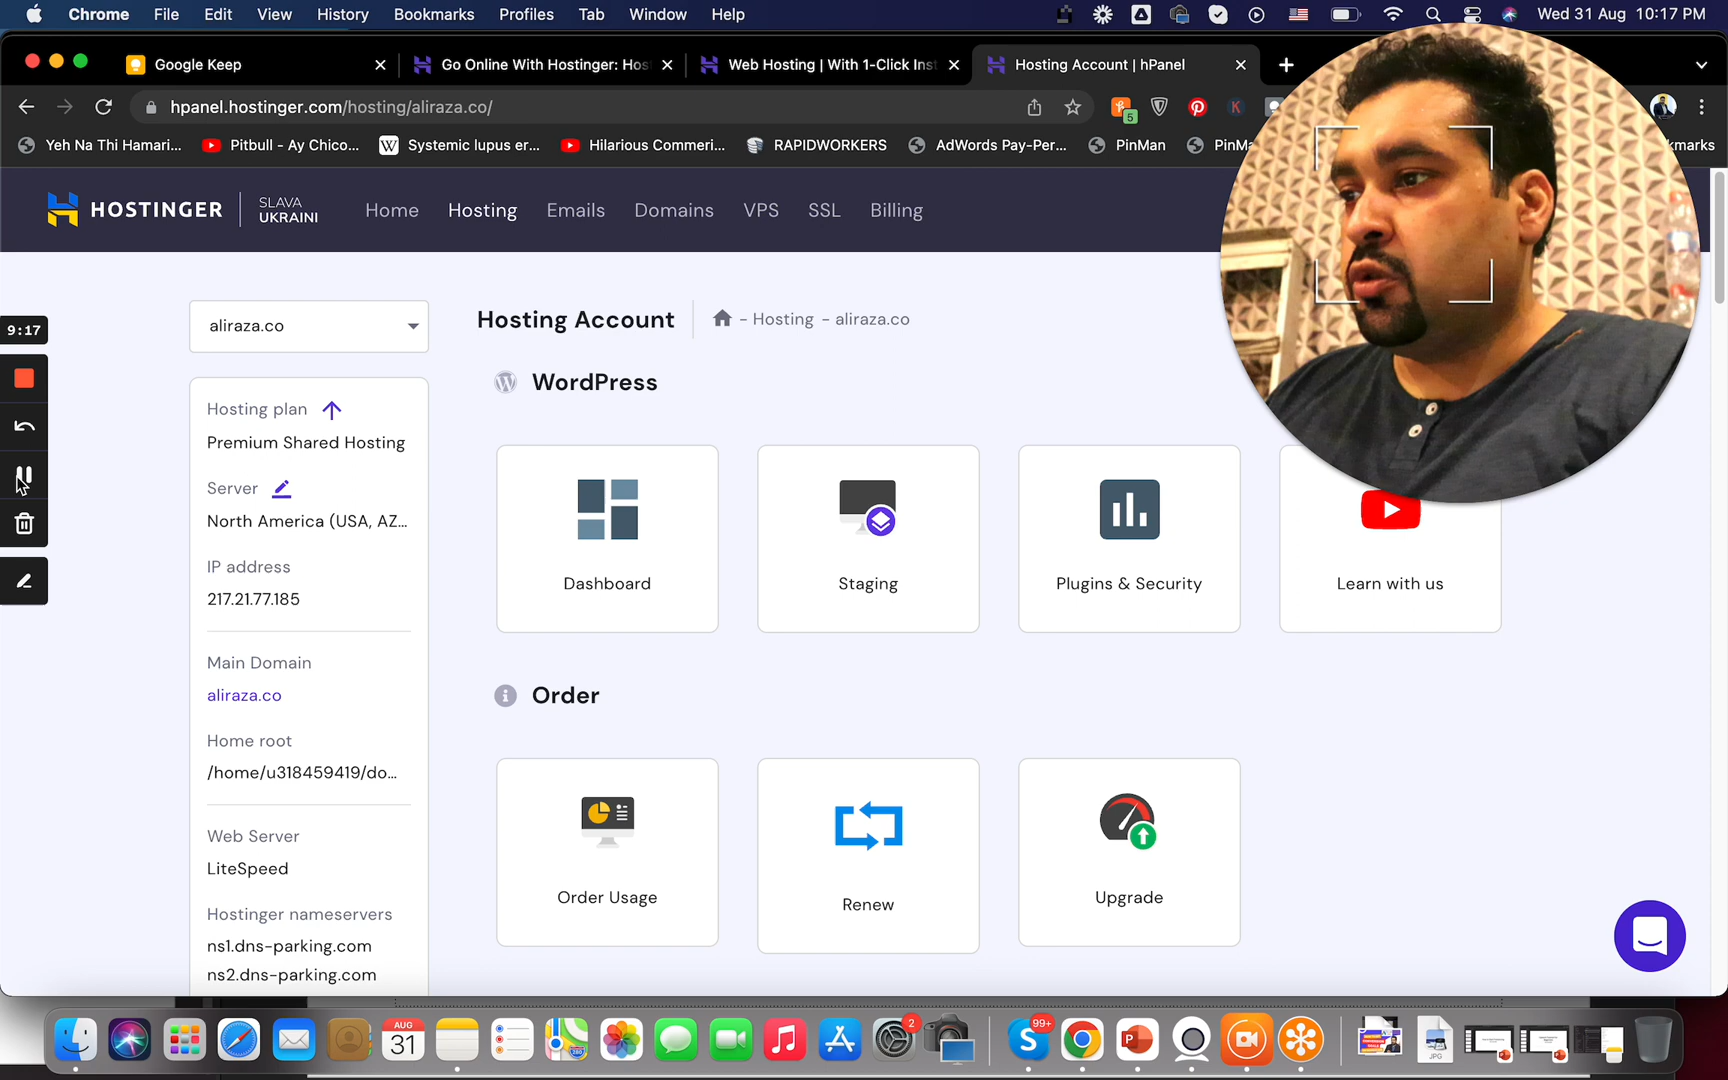 Chrome File Edit View History Bookmarks Profiles Tab Window Help Wed 31 Aug 10:17 PM
Google Keep Go Online With Hostinger: Hos Web Hosting | With 1-Click Inst Hosting Account | hPanel
hpanel.hostinger.com/hosting/aliraza.co/ 5 K
Yeh Na Thi Hamari... Pitbull - Ay Chico... W Systemic lupus er... Hilarious Commeri... RAPIDWORKERS AdWords Pay-Per... PinMan PinMa
HOSTINGER SLAVA UKRAINI Home Hosting Emails Domains VPS SSL Billing
aliraza.co
Hosting Account - Hosting - aliraza.co
9:17
WordPress
Hosting plan
Premium Shared Hosting
Server
North America (USA, AZ...
IP address
217.21.77.185
Dashboard Staging Plugins & Security Learn with us
Main Domain
aliraza.co
Order
Home root
/home/u318459419/do...
Web Server
LiteSpeed
Order Usage Renew Upgrade
Hostinger nameservers
ns1.dns-parking.com
ns2.dns-parking.com
AUG
31
2
99+
JPG